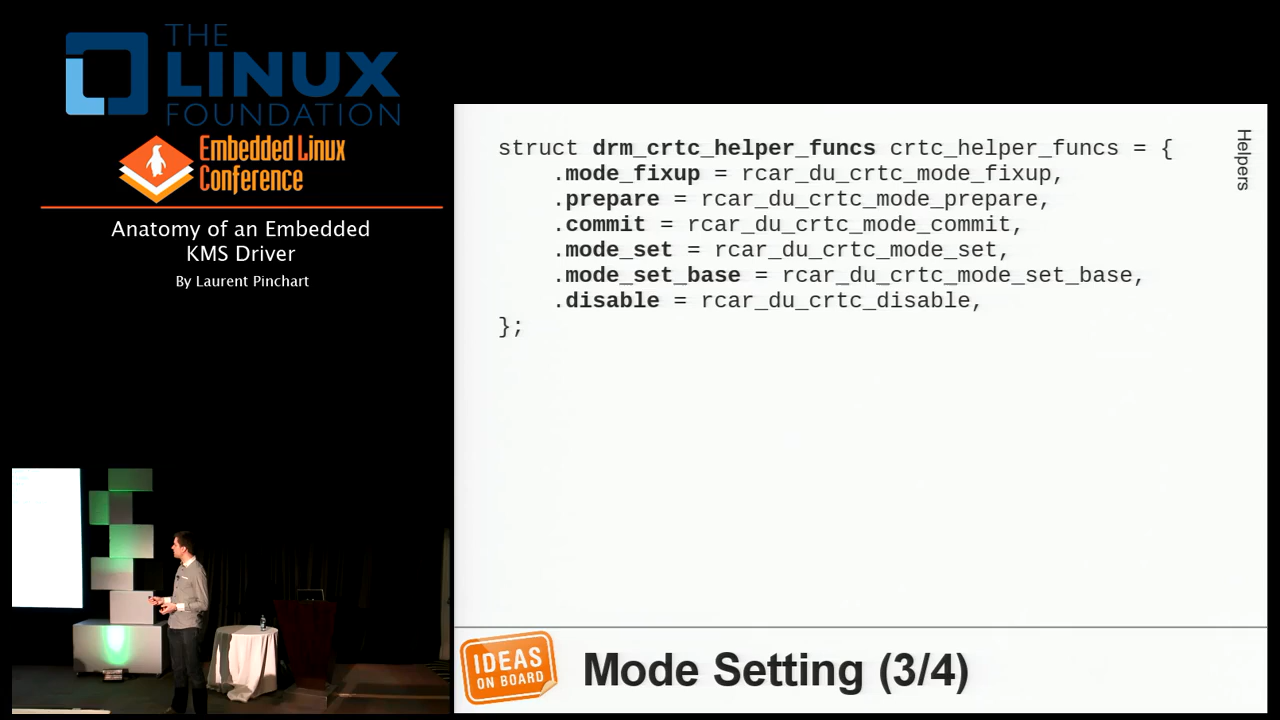 THE
LINUX
FOUNDATION
Embedded Linux
Conference
Anatomy of an Embedded
KMS Driver
By Laurent Pinchart
Helpers
struct drm_crtc_helper_funcs crtc_helper_funcs = {
    .mode_fixup = rcar_du_crtc_mode_fixup,
    .prepare = rcar_du_crtc_mode_prepare,
    .commit = rcar_du_crtc_mode_commit,
    .mode_set = rcar_du_crtc_mode_set,
    .mode_set_base = rcar_du_crtc_mode_set_base,
    .disable = rcar_du_crtc_disable,
};
IDEAS
ON BOARD
Mode Setting (3/4)